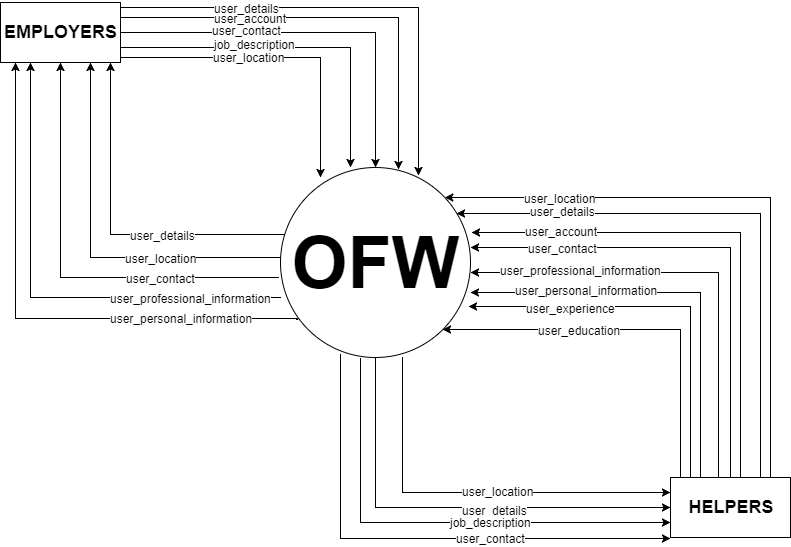 EMPLOYERS
user_details
user_account
user_contact
job_description
user_location
user_location
user_details
user_account
user_contact
user_professional_information
user_personal_information
user_experience
user_education
OFW
user_details
user_location
user_contact
user_professional_information
user_personal_information
user_location
user_details
job_description
user_contact
HELPERS